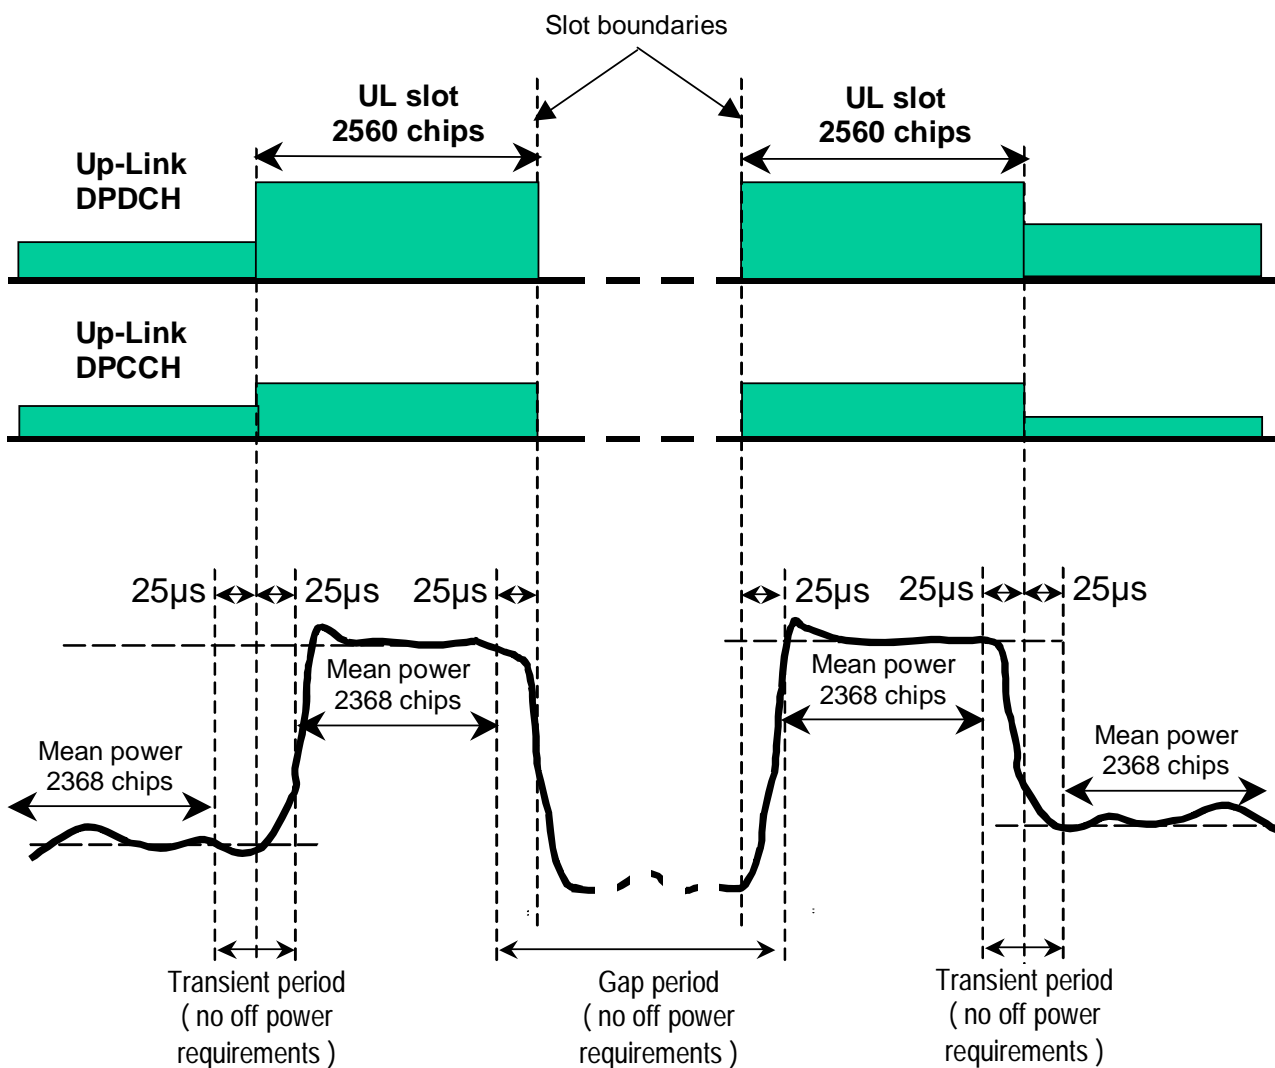 Slot boundaries
UL slot
2560 chips
UL slot
2560 chips
Up-Link
DPDCH
Up-Link
DPCCH
25µs
25µs
25µs
25µs
25µs
25µs
Mean power
2368 chips
Mean power
2368 chips
Mean power
2368 chips
Mean power
2368 chips
Transient period
( no off power
requirements )
Gap period
( no off power
requirements )
Transient period
( no off power
requirements )